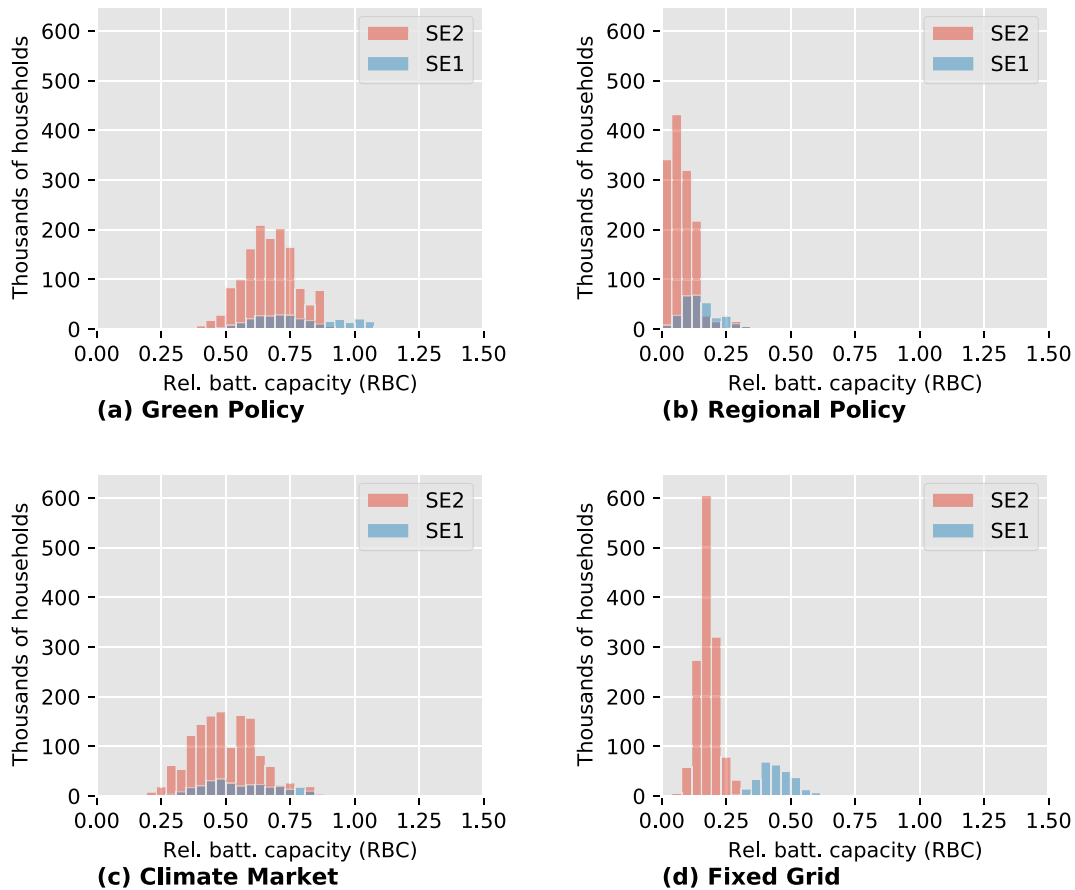 Thousands of households
600
500
400
300
200
100
0
SE2
SE1
0.00 0.25 0.50 0.75 1.00 1.25 1.50
Rel. batt. capacity (RBC)
(a) Green Policy
Thousands of households
600
500
400
300
200
100
0
SE2
SE1
0.00 0.25 0.50 0.75 1.00 1.25 1.50
Rel. batt. capacity (RBC)
(b) Regional Policy
Thousands of households
600
500
400
300
200
100
0
SE2
SE1
0.00 0.25 0.50 0.75 1.00 1.25 1.50
Rel. batt. capacity (RBC)
(c) Climate Market
Thousands of households
600
500
400
300
200
100
0
SE2
SE1
0.00 0.25 0.50 0.75 1.00 1.25 1.50
Rel. batt. capacity (RBC)
(d) Fixed Grid